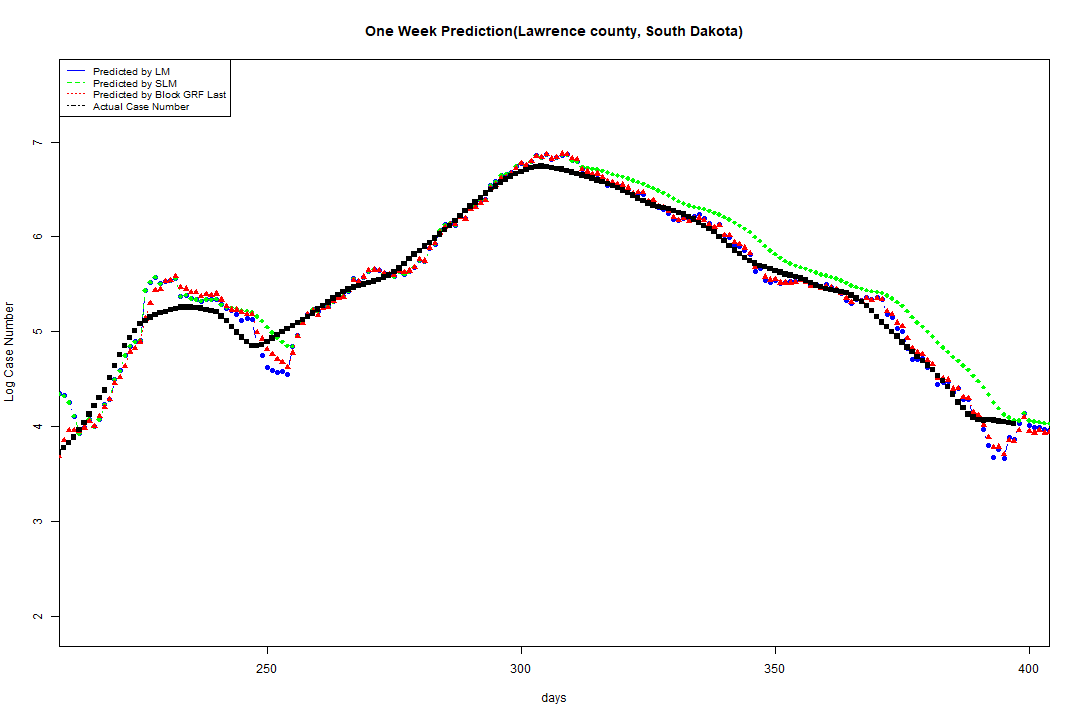 One Week Prediction(Lawrence county, South Dakota)
Predicted by LM
Predicted by SLM
Predicted by Block GRF Last
Actual Case Number
Log Case Number
7
6
5
4
3
2
250 300 350 400
days